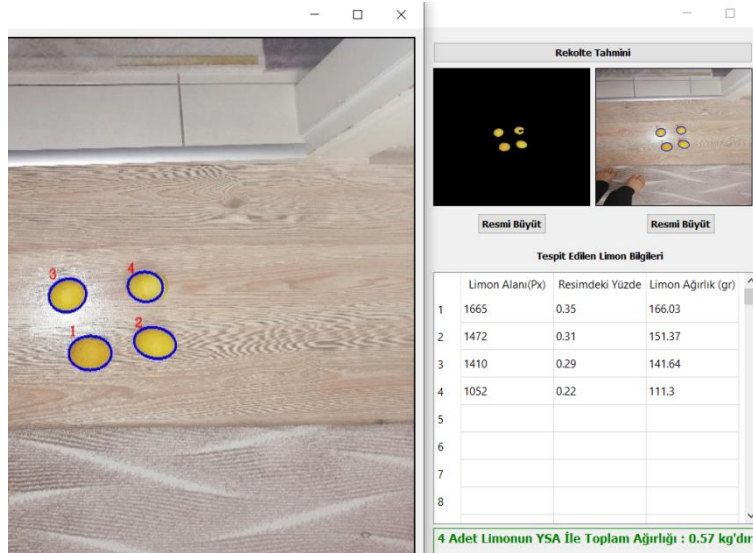 3
4
1
2
Rekolte Tahmini
Resmi Büyüt
Resmi Büyüt
Tespit Edilen Limon Bilgileri
Limon Alanı(Px) Resimdeki Yüzde Limon Ağırlık (gr)
1 1665 0.35 166.03
2 1472 0.31 151.37
3 1410 0.29 141.64
4 1052 0.22 111.3
5
6
7
8
4 Adet Limonun YSA İle Toplam Ağırlığı : 0.57 kg'dır